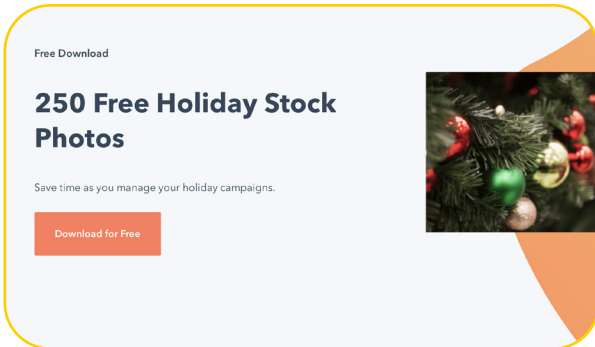 Free Download
250 Free Holiday Stock
Photos
Save time as you manage your holiday campaigns.
Download for Free